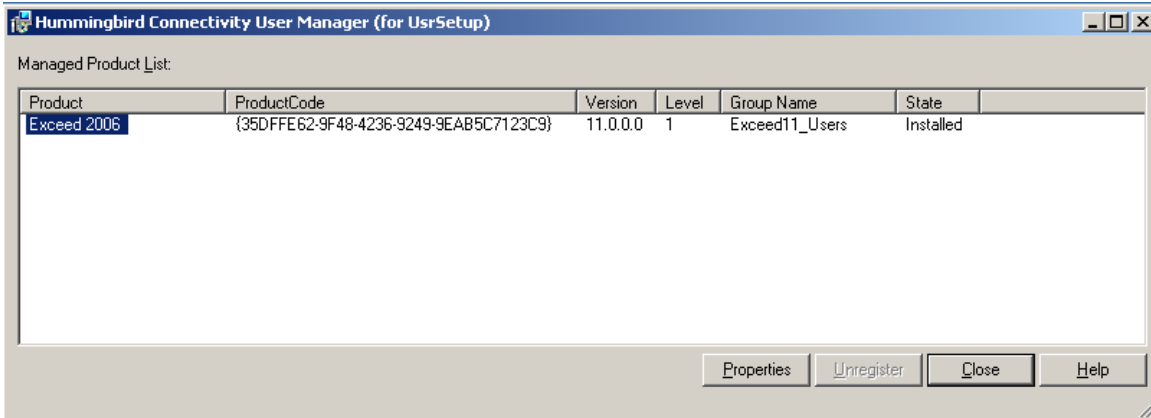 Hummingbird Connectivity User Manager (for UsrSetup)
Managed Product List:
Product ProductCode Version Level Group Name State
Exceed 2006 {35DFFE62-9F48-4236-9249-9EAB5C7123C9} 11.0.0.0 1 Exceed11_Users Installed
Properties Unregister Close Help